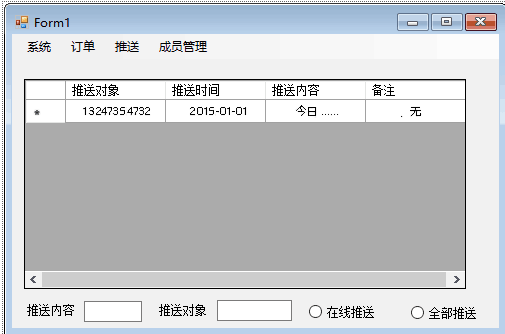 Form1
系统 订单 推送 成员管理
推送对象 推送时间 推送内容 备注
* 13247354732 2015-01-01 今日 ...... . 无
推送内容 推送对象 在线推送 全部推送